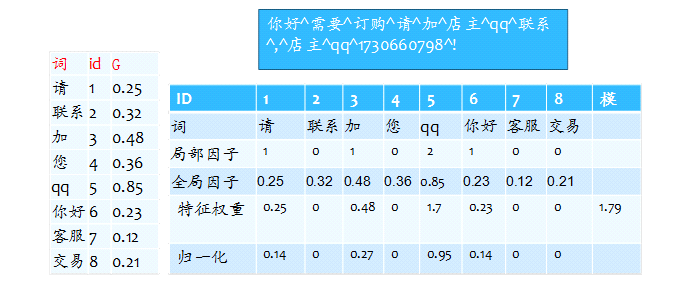 你好^需要^订购^请^加^店主^qq^联系
^,^店主^qq^1730660798^!
词 id G
请 1 0.25
联系 2 0.32
加 3 0.48
您 4 0.36
qq 5 0.85
你好 6 0.23
客服 7 0.12
交易 8 0.21
ID 1 2 3 4 5 6 7 8 模
词 请 联系 加 您 qq 你好 客服 交易
局部因子 1 0 1 0 2 1 0 0
全局因子 0.25 0.32 0.48 0.36 0.85 0.23 0.12 0.21
特征权重 0.25 0 0.48 0 1.7 0.23 0 0 1.79
归一化 0.14 0 0.27 0 0.95 0.14 0 0